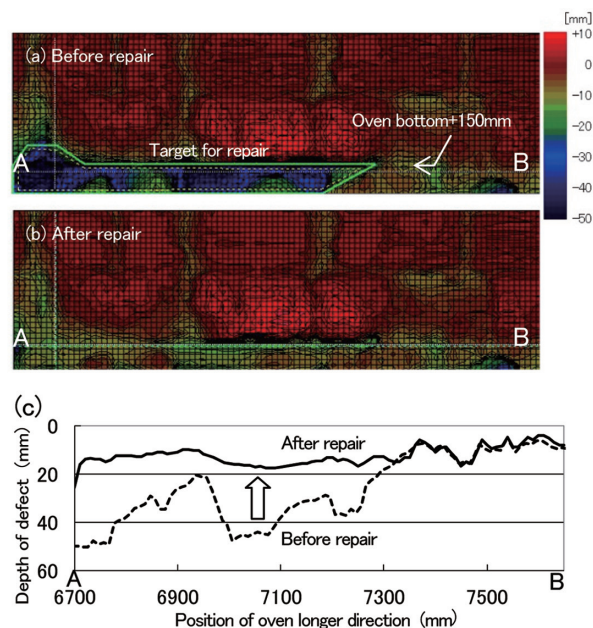 [mm]
(a) Before repair
+10
0
−10
−20
−30
−40
−50
Oven bottom+150mm
Target for repair
A
B
(b) After repair
A
B
(c)
Depth of defect (mm)
0
20
40
60
After repair
Before repair
A
B
6700
6900
7100
7300
7500
Position of oven longer direction (mm)